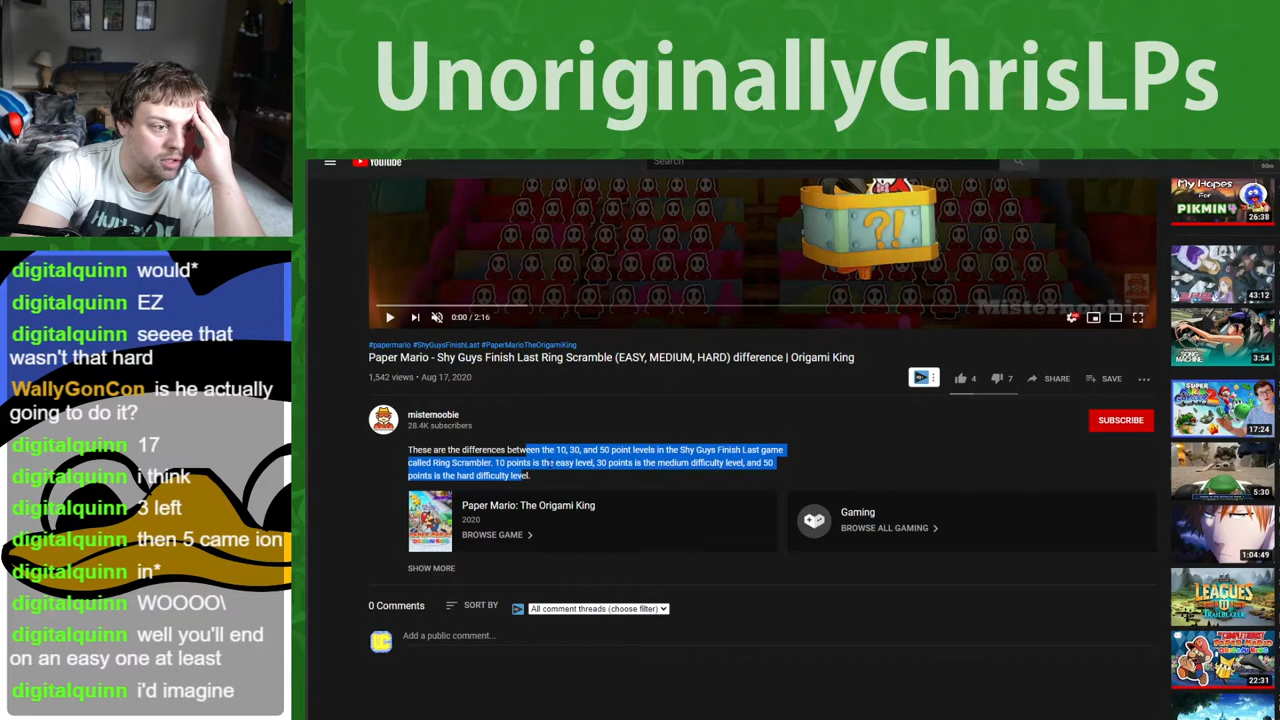 UnoriginallyChrisLPs
YouTube
Search
60m
My Hopes
For
PIKMIN 4
26:38
?!
Misternoobie
0:00 / 2:16
43:12
#papermario #ShyGuysFinishLast #PaperMarioTheOrigamiKing
Paper Mario - Shy Guys Finish Last Ring Scramble (EASY, MEDIUM, HARD) difference | Origami King
1,542 views • Aug 17, 2020
4
7
SHARE
SAVE
3:54
misternoobie
28.4K subscribers
SUBSCRIBE
17:24
These are the differences between the 10, 30, and 50 point levels in the Shy Guys Finish Last game
called Ring Scrambler. 10 points is the easy level, 30 points is the medium difficulty level, and 50
points is the hard difficulty level.
5:30
Paper Mario: The Origami King
2020
BROWSE GAME
Gaming
BROWSE ALL GAMING
1:04:49
SHOW MORE
LEAGUES
II
TRAILBLAZER
0 Comments
SORT BY
All comment threads (choose filter)
Add a public comment...
UC
22:31
digitalquinn would*
digitalquinn EZ
digitalquinn seeee that
wasn't that hard
WallyGonCon is he actually
going to do it?
digitalquinn 17
digitalquinn i think
digitalquinn 3 left
digitalquinn then 5 came ion
digitalquinn in*
digitalquinn WOOOO\
digitalquinn well you'll end
on an easy one at least
digitalquinn i'd imagine